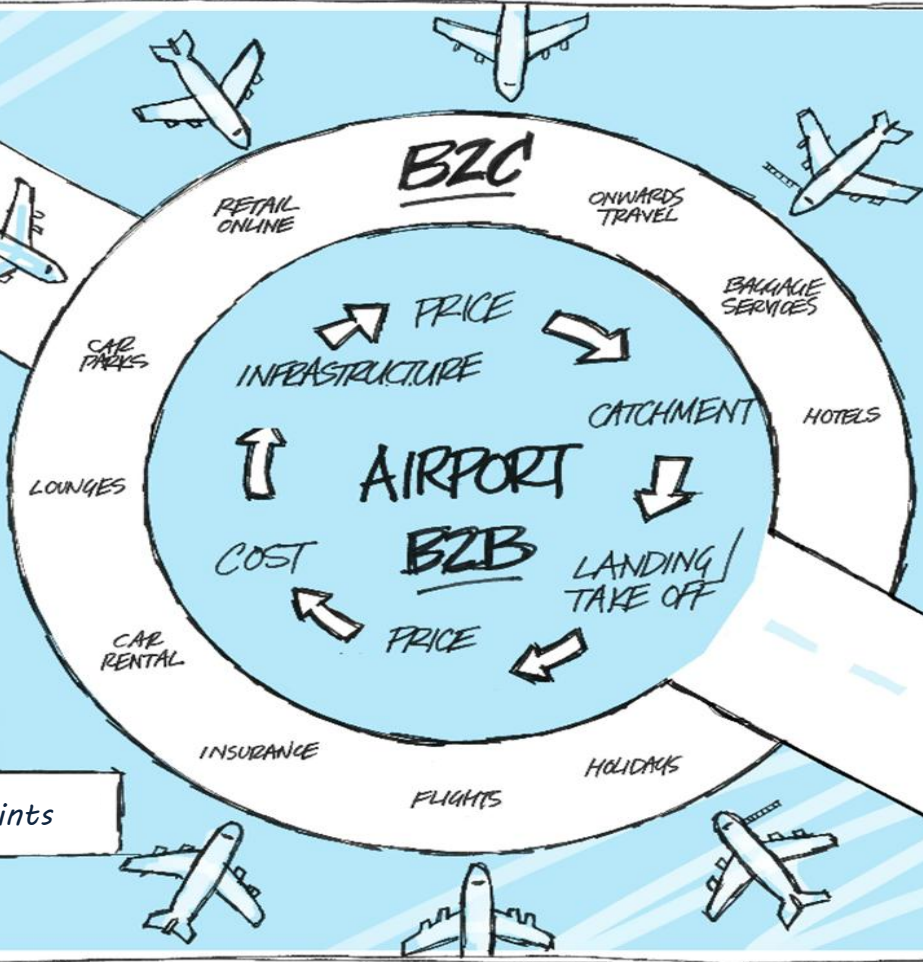 B2C
RETAIL
ONLINE
ONWARDS
TRAVEL
BAGGAGE
SERVICES
HOTELS
HOLIDAYS
FLIGHTS
INSURANCE
CAR
RENTAL
LOUNGES
CAR
PARKS
PRICE
CATCHMENT
LANDING/
TAKE OFF
PRICE
COST
INFRASTRUCTURE
AIRPORT
B2B
ints